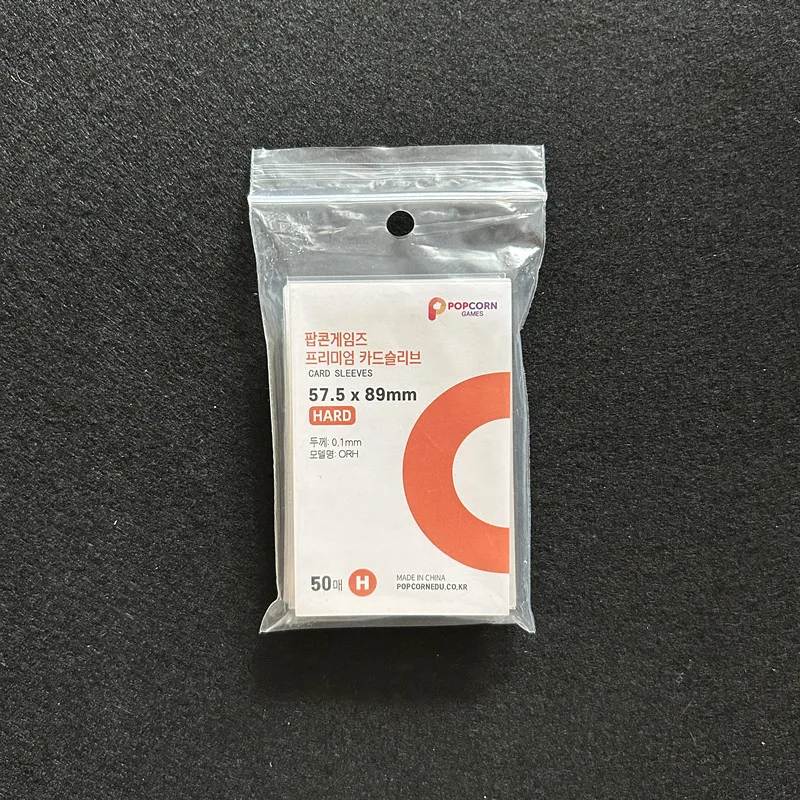 POPCORN
GAMES
팝콘게임즈
프리미엄 카드슬리브
CARD SLEEVES
57.5 x 89mm
HARD
두께: 0.1mm
모델명: ORH
50매 H
MADE IN CHINA
POPCORNEDU.CO.KR